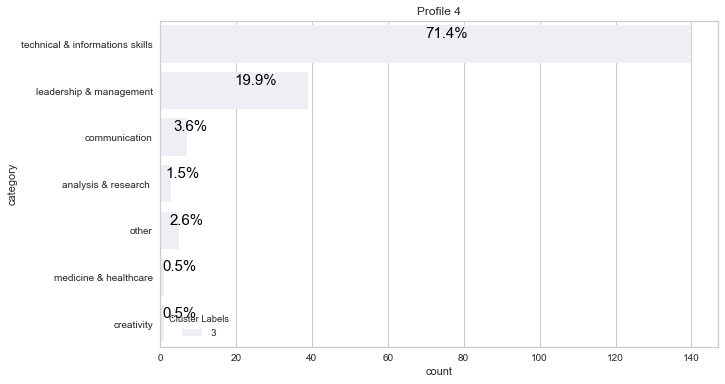 Profile 4
technical & informations skills
71.4%
leadership & management
19.9%
communication
3.6%
analysis & research
1.5%
other
2.6%
medicine & healthcare
0.5%
creativity
0.5%
category
Cluster Labels
3
0 20 40 60 80 100 120 140
count